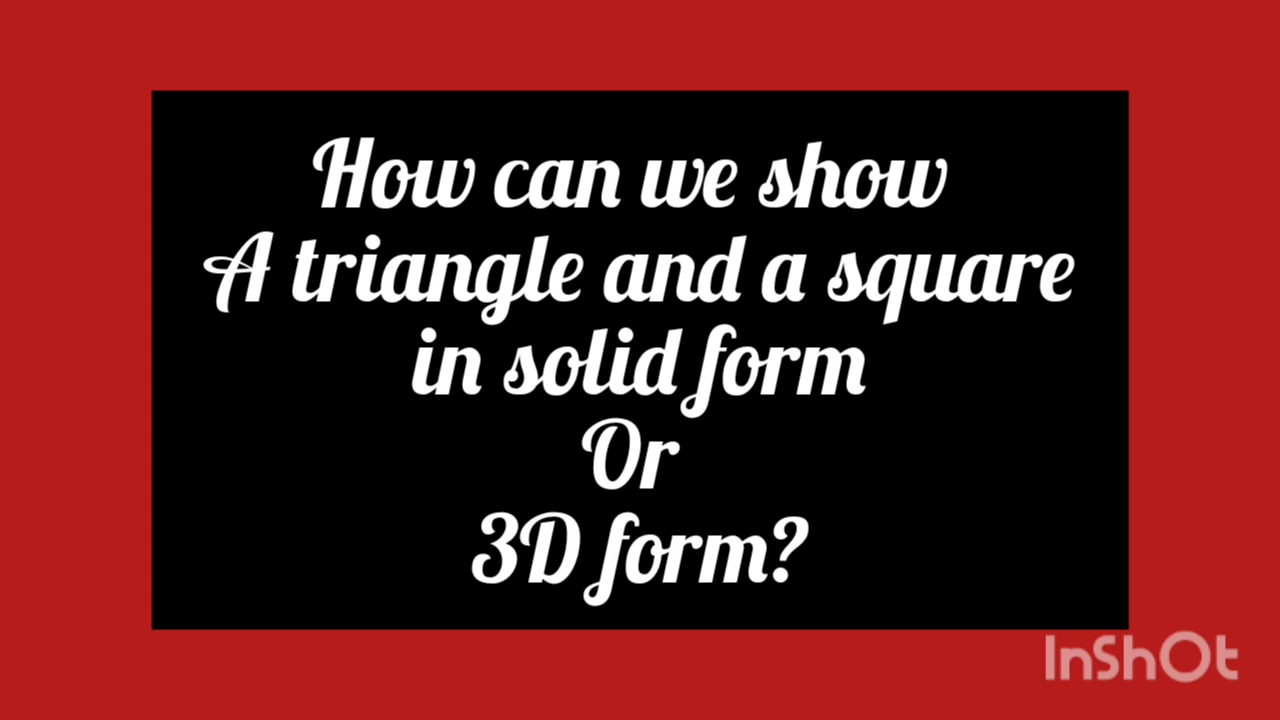 How can we show
A triangle and a square
in solid form
Or
3D form?
InShOt